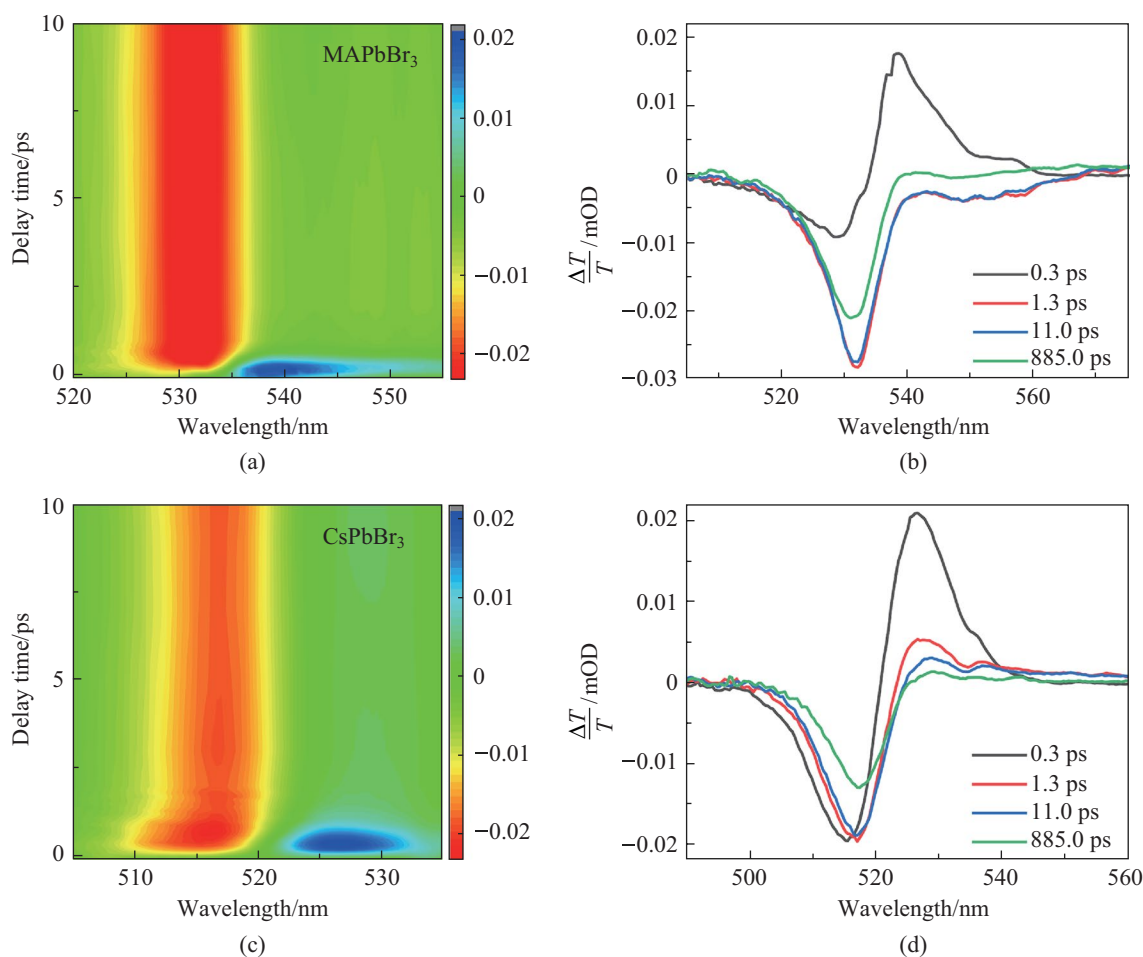 10
5
0
Delay time/ps
MAPbBr₃
520 530 540 550
Wavelength/nm
(a)
0.02
0.01
0
−0.01
−0.02
0.02
0.01
0
−0.01
−0.02
−0.03
ΔT/T /mOD
0.3 ps
1.3 ps
11.0 ps
885.0 ps
520 540 560
Wavelength/nm
(b)
10
5
0
Delay time/ps
CsPbBr₃
510 520 530
Wavelength/nm
(c)
0.02
0.01
0
−0.01
−0.02
0.02
0.01
0
−0.01
−0.02
ΔT/T /mOD
0.3 ps
1.3 ps
11.0 ps
885.0 ps
500 520 540 560
Wavelength/nm
(d)